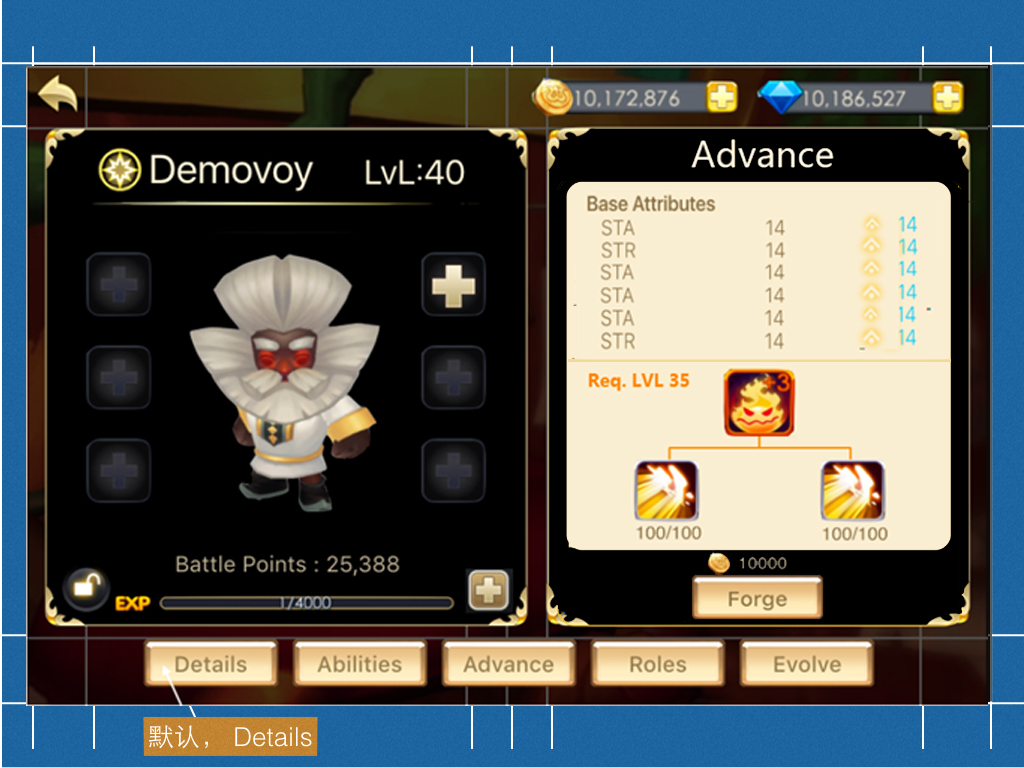 10,172,876
10,186,527
Demovoy LvL:40
Advance
Base Attributes
STA 14 14
STR 14 14
STA 14 14
STA 14 14
STA 14 14
STR 14 14
Req. LVL 35
+3
100/100 100/100
Battle Points : 25,388
10000
EXP 1/4000
Forge
Details Abilities Advance Roles Evolve
默认， Details